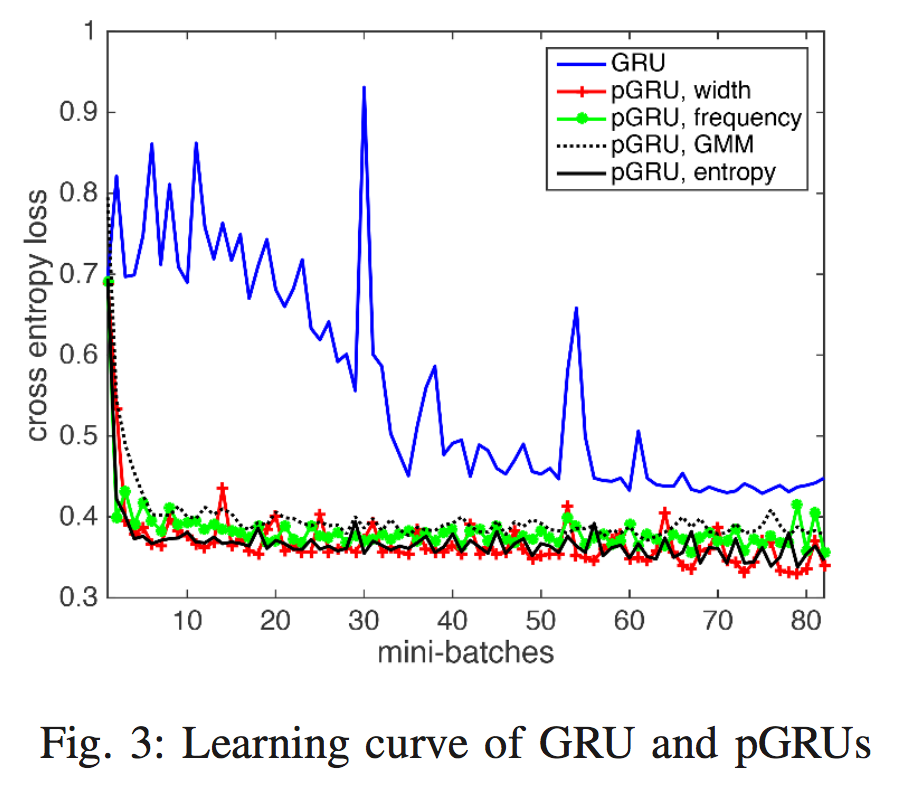 1
0.9
0.8
0.7
0.6
0.5
0.4
0.3
cross entropy loss
GRU
pGRU, width
pGRU, frequency
pGRU, GMM
pGRU, entropy
10 20 30 40 50 60 70 80
mini-batches
Fig. 3: Learning curve of GRU and pGRUs